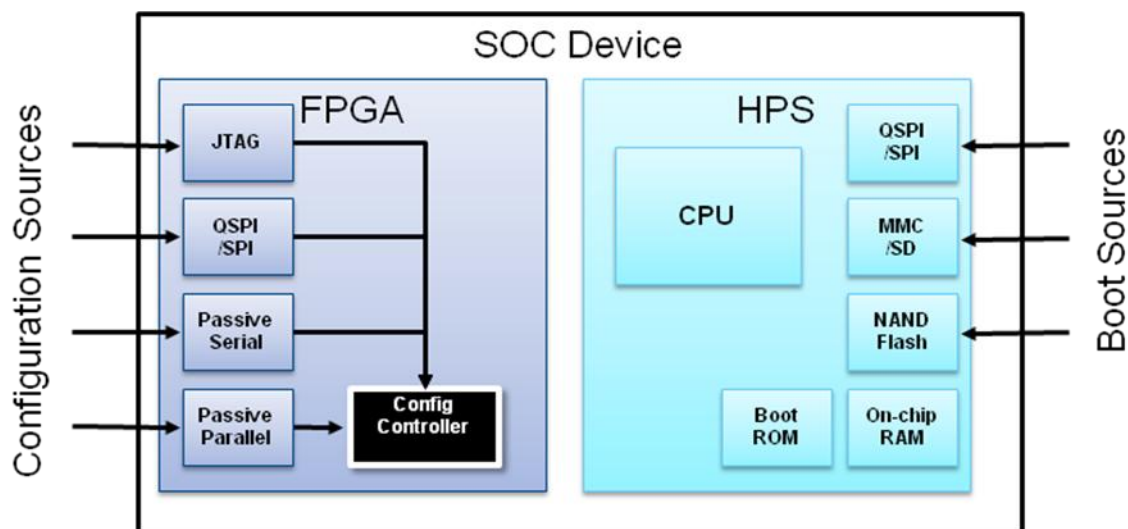 SOC Device
Configuration Sources
FPGA
JTAG
QSPI
/SPI
Passive
Serial
Passive
Parallel
Config
Controller
HPS
CPU
QSPI
/SPI
MMC
/SD
NAND
Flash
Boot
ROM
On-chip
RAM
Boot Sources